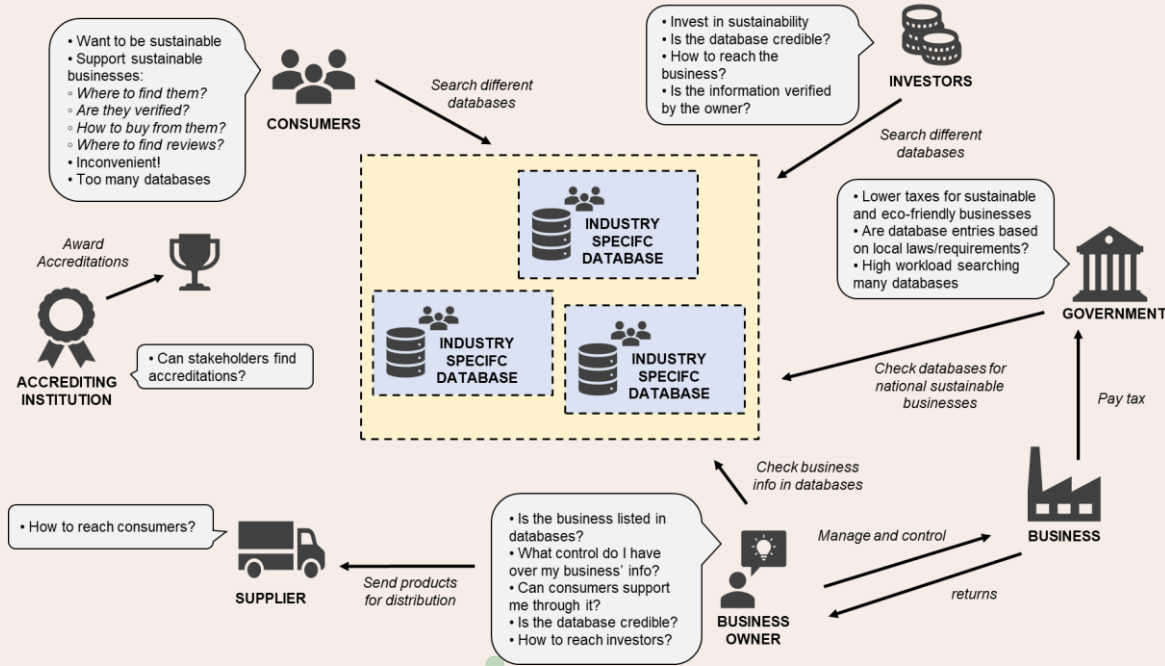 • Want to be sustainable
• Support sustainable
businesses:
◦ Where to find them?
◦ Are they verified?
◦ How to buy from them?
◦ Where to find reviews?
• Inconvenient!
• Too many databases
CONSUMERS
Search different
databases
• Invest in sustainability
• Is the database credible?
• How to reach the
business?
• Is the information verified
by the owner?
INVESTORS
Search different
databases
INDUSTRY
SPECIFC
DATABASE
INDUSTRY
SPECIFC
DATABASE
INDUSTRY
SPECIFC
DATABASE
• Lower taxes for sustainable
and eco-friendly businesses
• Are database entries based
on local laws/requirements?
• High workload searching
many databases
GOVERNMENT
Award
Accreditations
ACCREDITING
INSTITUTION
• Can stakeholders find
accreditations?
Check databases for
national sustainable
businesses
Pay tax
Check business
info in databases
• How to reach consumers?
SUPPLIER
Send products
for distribution
• Is the business listed in
databases?
• What control do I have
over my business’ info?
• Can consumers support
me through it?
• Is the database credible?
• How to reach investors?
BUSINESS
OWNER
Manage and control
BUSINESS
returns